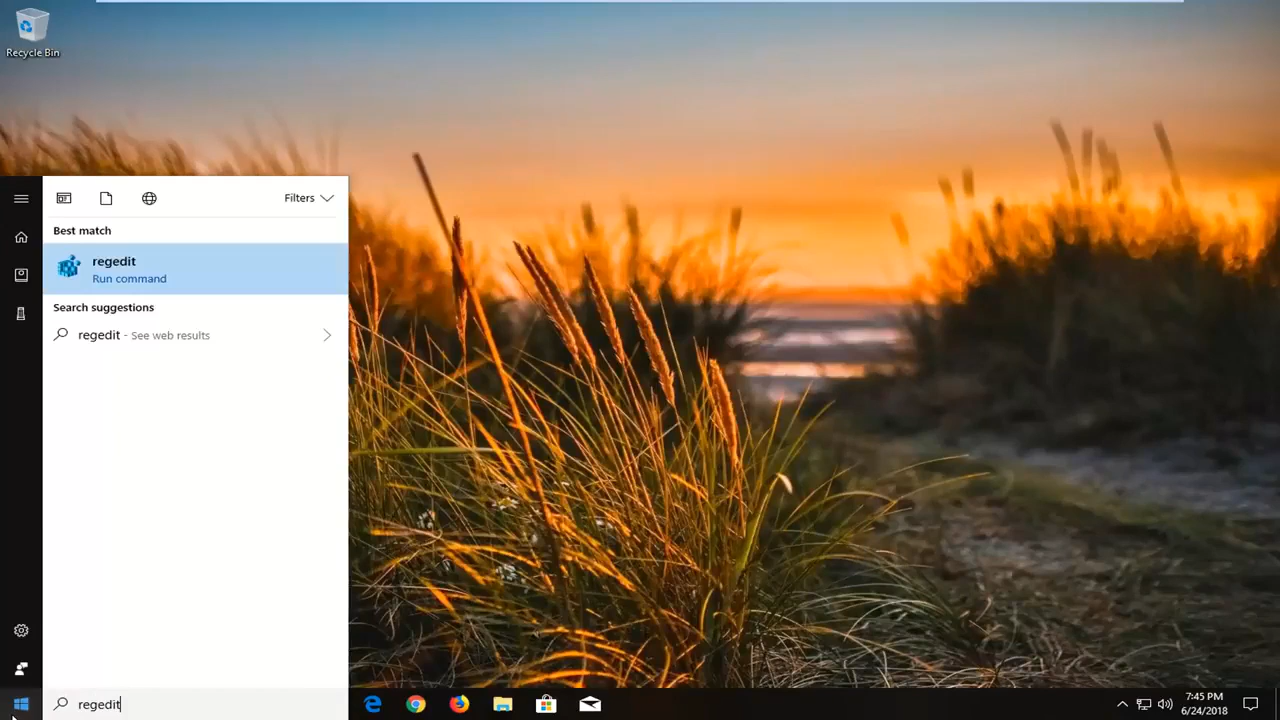 Recycle Bin
Filters
Best match
regedit
Run command
Search suggestions
regedit - See web results
regedit
7:45 PM
6/24/2018